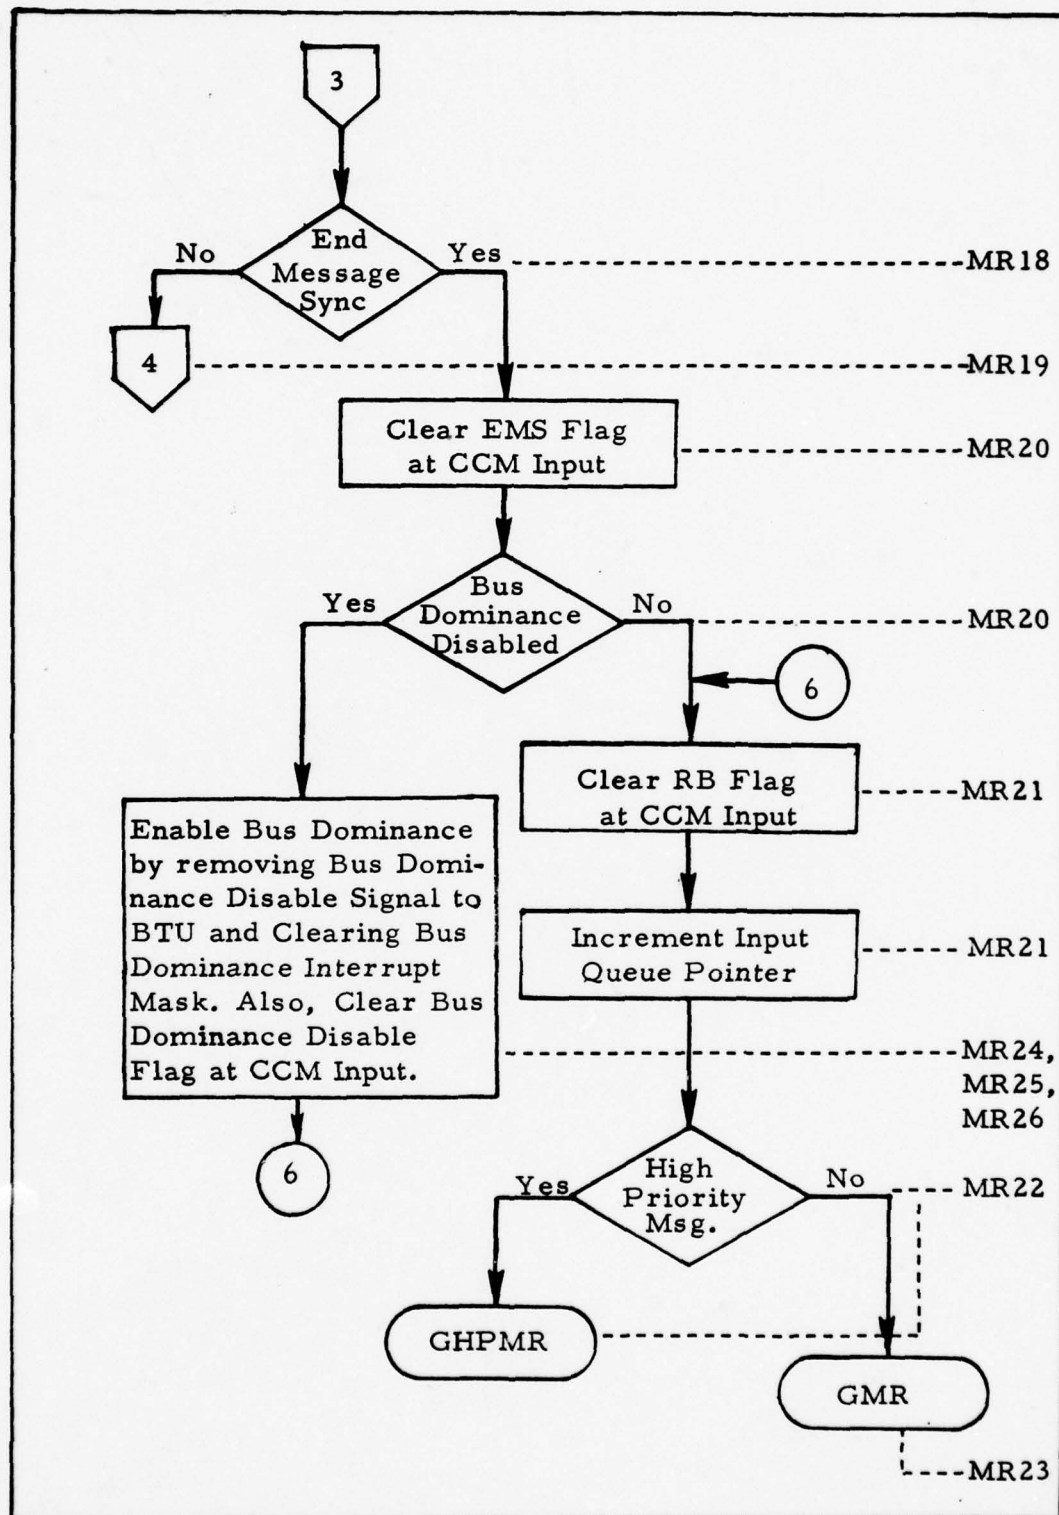 3
End
Message
Sync
No
Yes
MR18
4
MR19
Clear EMS Flag
at CCM Input
MR20
Bus
Dominance
Disabled
Yes
No
MR20
6
Clear RB Flag
at CCM Input
MR21
Enable Bus Dominance
by removing Bus Domi-
nance Disable Signal to
BTU and Clearing Bus
Dominance Interrupt
Mask. Also, Clear Bus
Dominance Disable
Flag at CCM Input.
Increment Input
Queue Pointer
MR21
MR24,
MR25,
MR26
6
High
Priority
Msg.
Yes
No
MR22
GHPMR
GMR
MR23